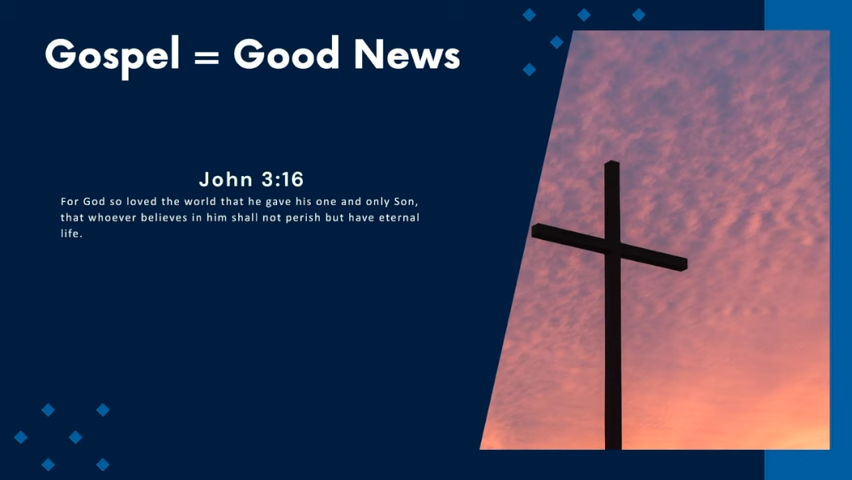 Gospel = Good News
John 3:16
For God so loved the world that he gave his one and only Son,
that whoever believes in him shall not perish but have eternal
life.